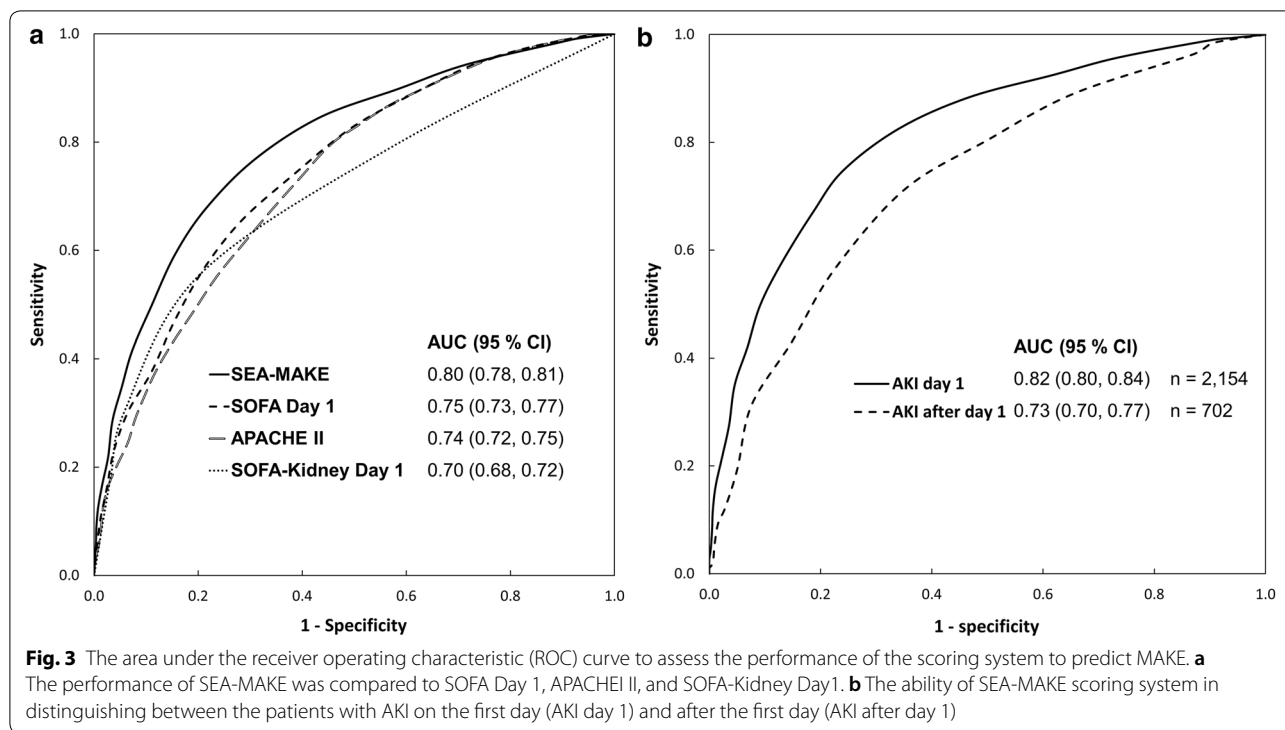 a
1.0
0.8
0.6
0.4
0.2
0.0
Sensitivity
0.0 0.2 0.4 0.6 0.8 1.0
1 - Specificity
AUC (95 % CI)
SEA-MAKE 0.80 (0.78, 0.81)
SOFA Day 1 0.75 (0.73, 0.77)
APACHE II 0.74 (0.72, 0.75)
SOFA-Kidney Day 1 0.70 (0.68, 0.72)
b
1.0
0.8
0.6
0.4
0.2
0.0
Sensitivity
0.0 0.2 0.4 0.6 0.8 1.0
1 - specificity
AUC (95 % CI)
AKI day 1 0.82 (0.80, 0.84) n = 2,154
AKI after day 1 0.73 (0.70, 0.77) n = 702
Fig. 3 The area under the receiver operating characteristic (ROC) curve to assess the performance of the scoring system to predict MAKE. a
The performance of SEA-MAKE was compared to SOFA Day 1, APACHEI II, and SOFA-Kidney Day1. b The ability of SEA-MAKE scoring system in
distinguishing between the patients with AKI on the first day (AKI day 1) and after the first day (AKI after day 1)